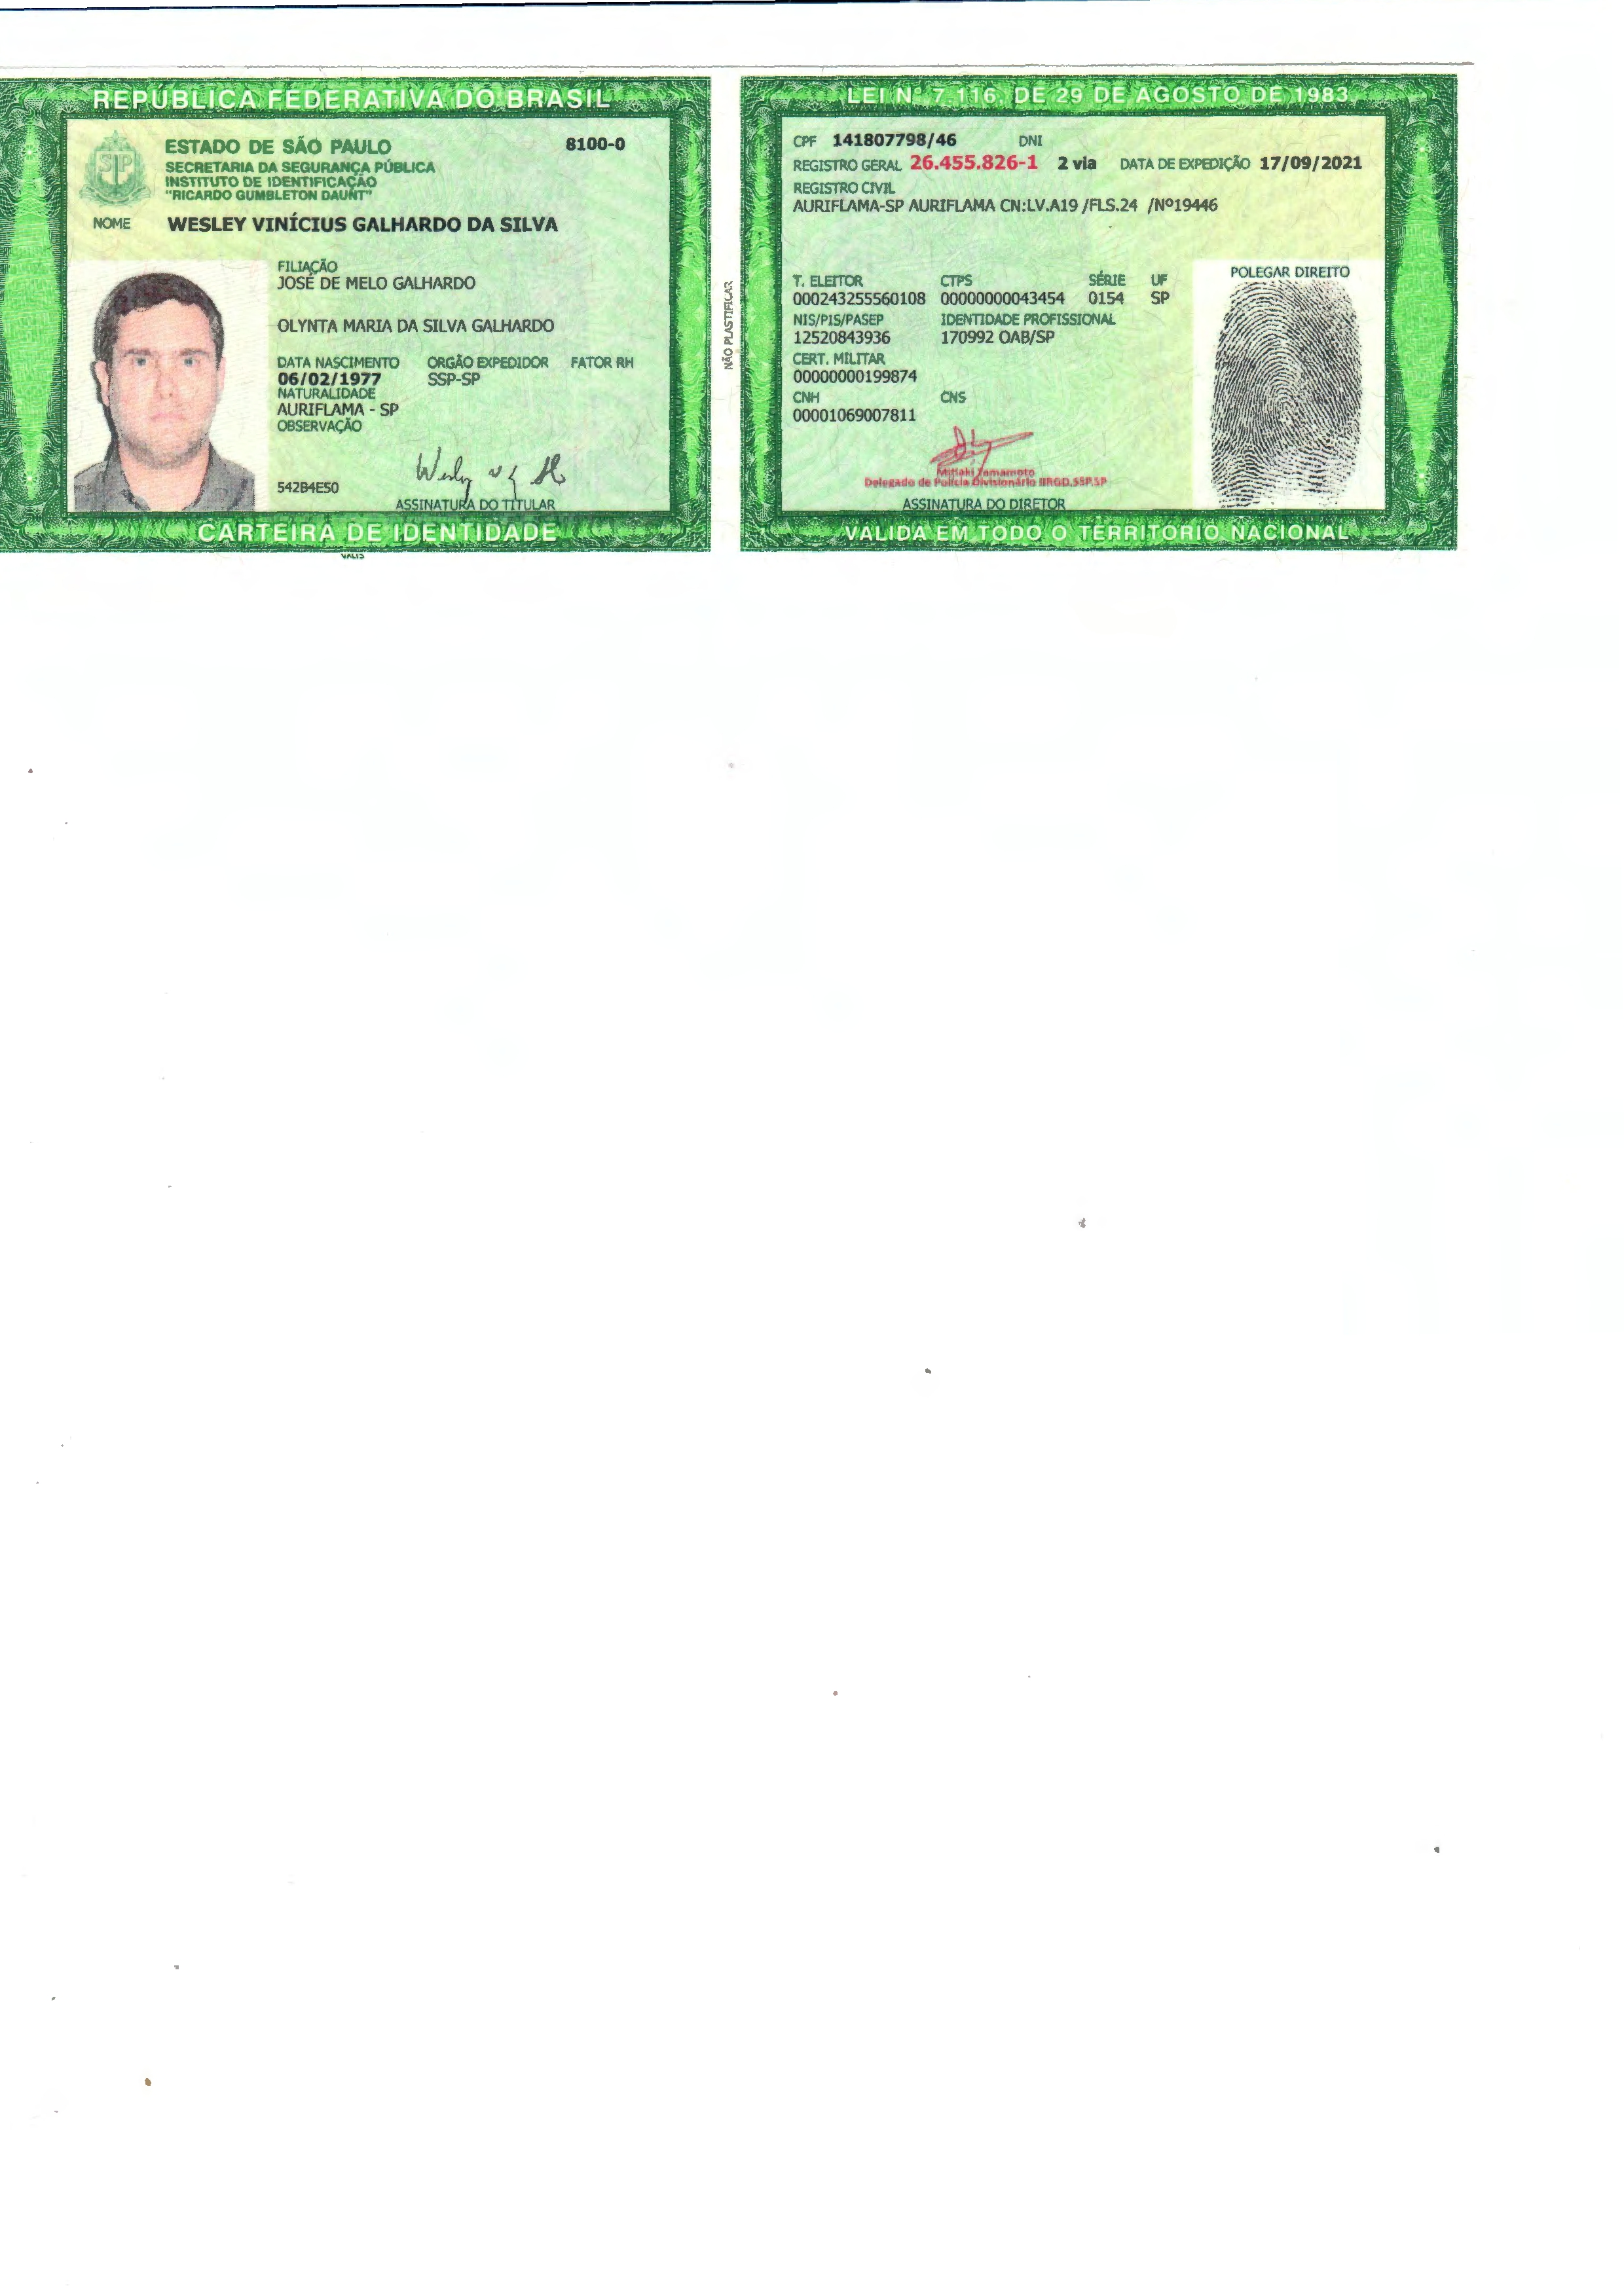 REPÚBLICA FEDERATIVA DO BRASIL
ESTADO DE SÃO PAULO
8100-0
SECRETARIA DA SEGURANÇA PÚBLICA
INSTITUTO DE IDENTIFICAÇÃO
"RICARDO GUMBLETON DAUNT"
NOME WESLEY VINÍCIUS GALHARDO DA SILVA
FILIAÇÃO
JOSÉ DE MELO GALHARDO
OLYNTA MARIA DA SILVA GALHARDO
DATA NASCIMENTO ORGÃO EXPEDIDOR FATOR RH
06/02/1977 SSP-SP
NATURALIDADE
AURIFLAMA - SP
OBSERVAÇÃO
542B4E50
ASSINATURA DO TITULAR
CARTEIRA DE IDENTIDADE
VALID
NÃO PLASTIFICAR
LEI Nº 7.116, DE 29 DE AGOSTO DE 1983
CPF 141807798/46 DNI
REGISTRO GERAL 26.455.826-1 2 via DATA DE EXPEDIÇÃO 17/09/2021
REGISTRO CIVIL
AURIFLAMA-SP AURIFLAMA CN:LV.A19 /FLS.24 /Nº19446
POLEGAR DIREITO
T. ELEITOR CTPS SÉRIE UF
000243255560108 00000000043454 0154 SP
NIS/PIS/PASEP IDENTIDADE PROFISSIONAL
12520843936 170992 OAB/SP
CERT. MILITAR
00000000199874
CNH CNS
00001069007811
Mitiaki Yamamoto
Delegado de Polícia Divisionário IIRGD.SSP.SP
ASSINATURA DO DIRETOR
VALIDA EM TODO O TERRITÓRIO NACIONAL